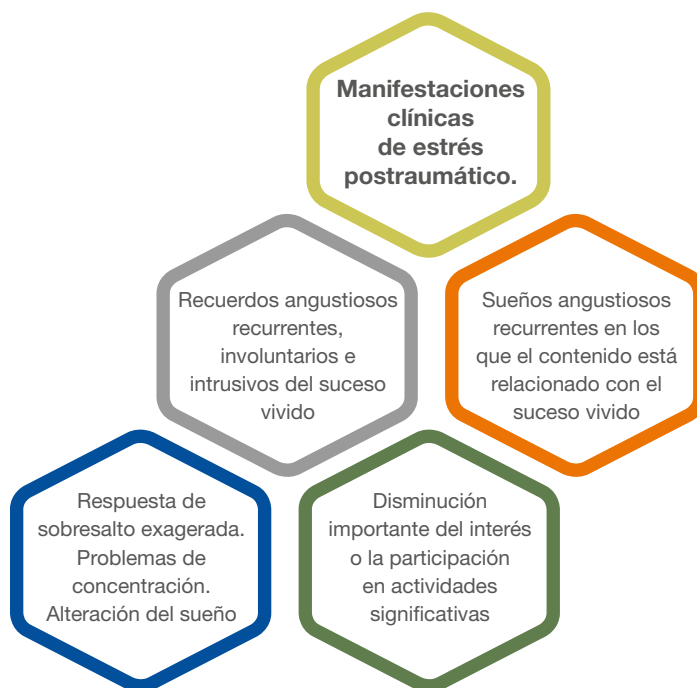 Manifestaciones
clínicas
de estrés
postraumático.
Recuerdos angustiosos
recurrentes,
involuntarios e
intrusivos del suceso
vivido
Sueños angustiosos
recurrentes en los
que el contenido está
relacionado con el
suceso vivido
Respuesta de
sobresalto exagerada.
Problemas de
concentración.
Alteración del sueño
Disminución
importante del interés
o la participación
en actividades
significativas